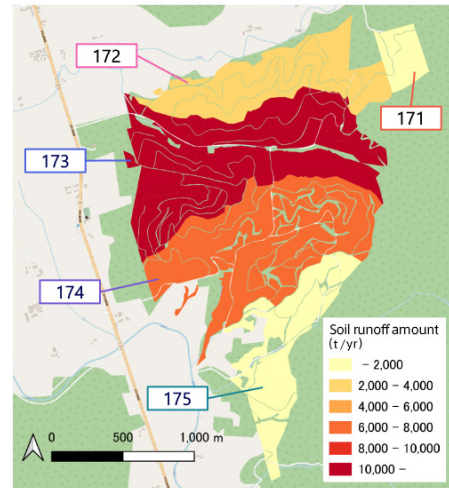 172
171
173
174
175
Soil runoff amount
(t/yr)
- 2,000
2,000 - 4,000
4,000 - 6,000
6,000 - 8,000
8,000 - 10,000
10,000 -
0 500 1,000 m